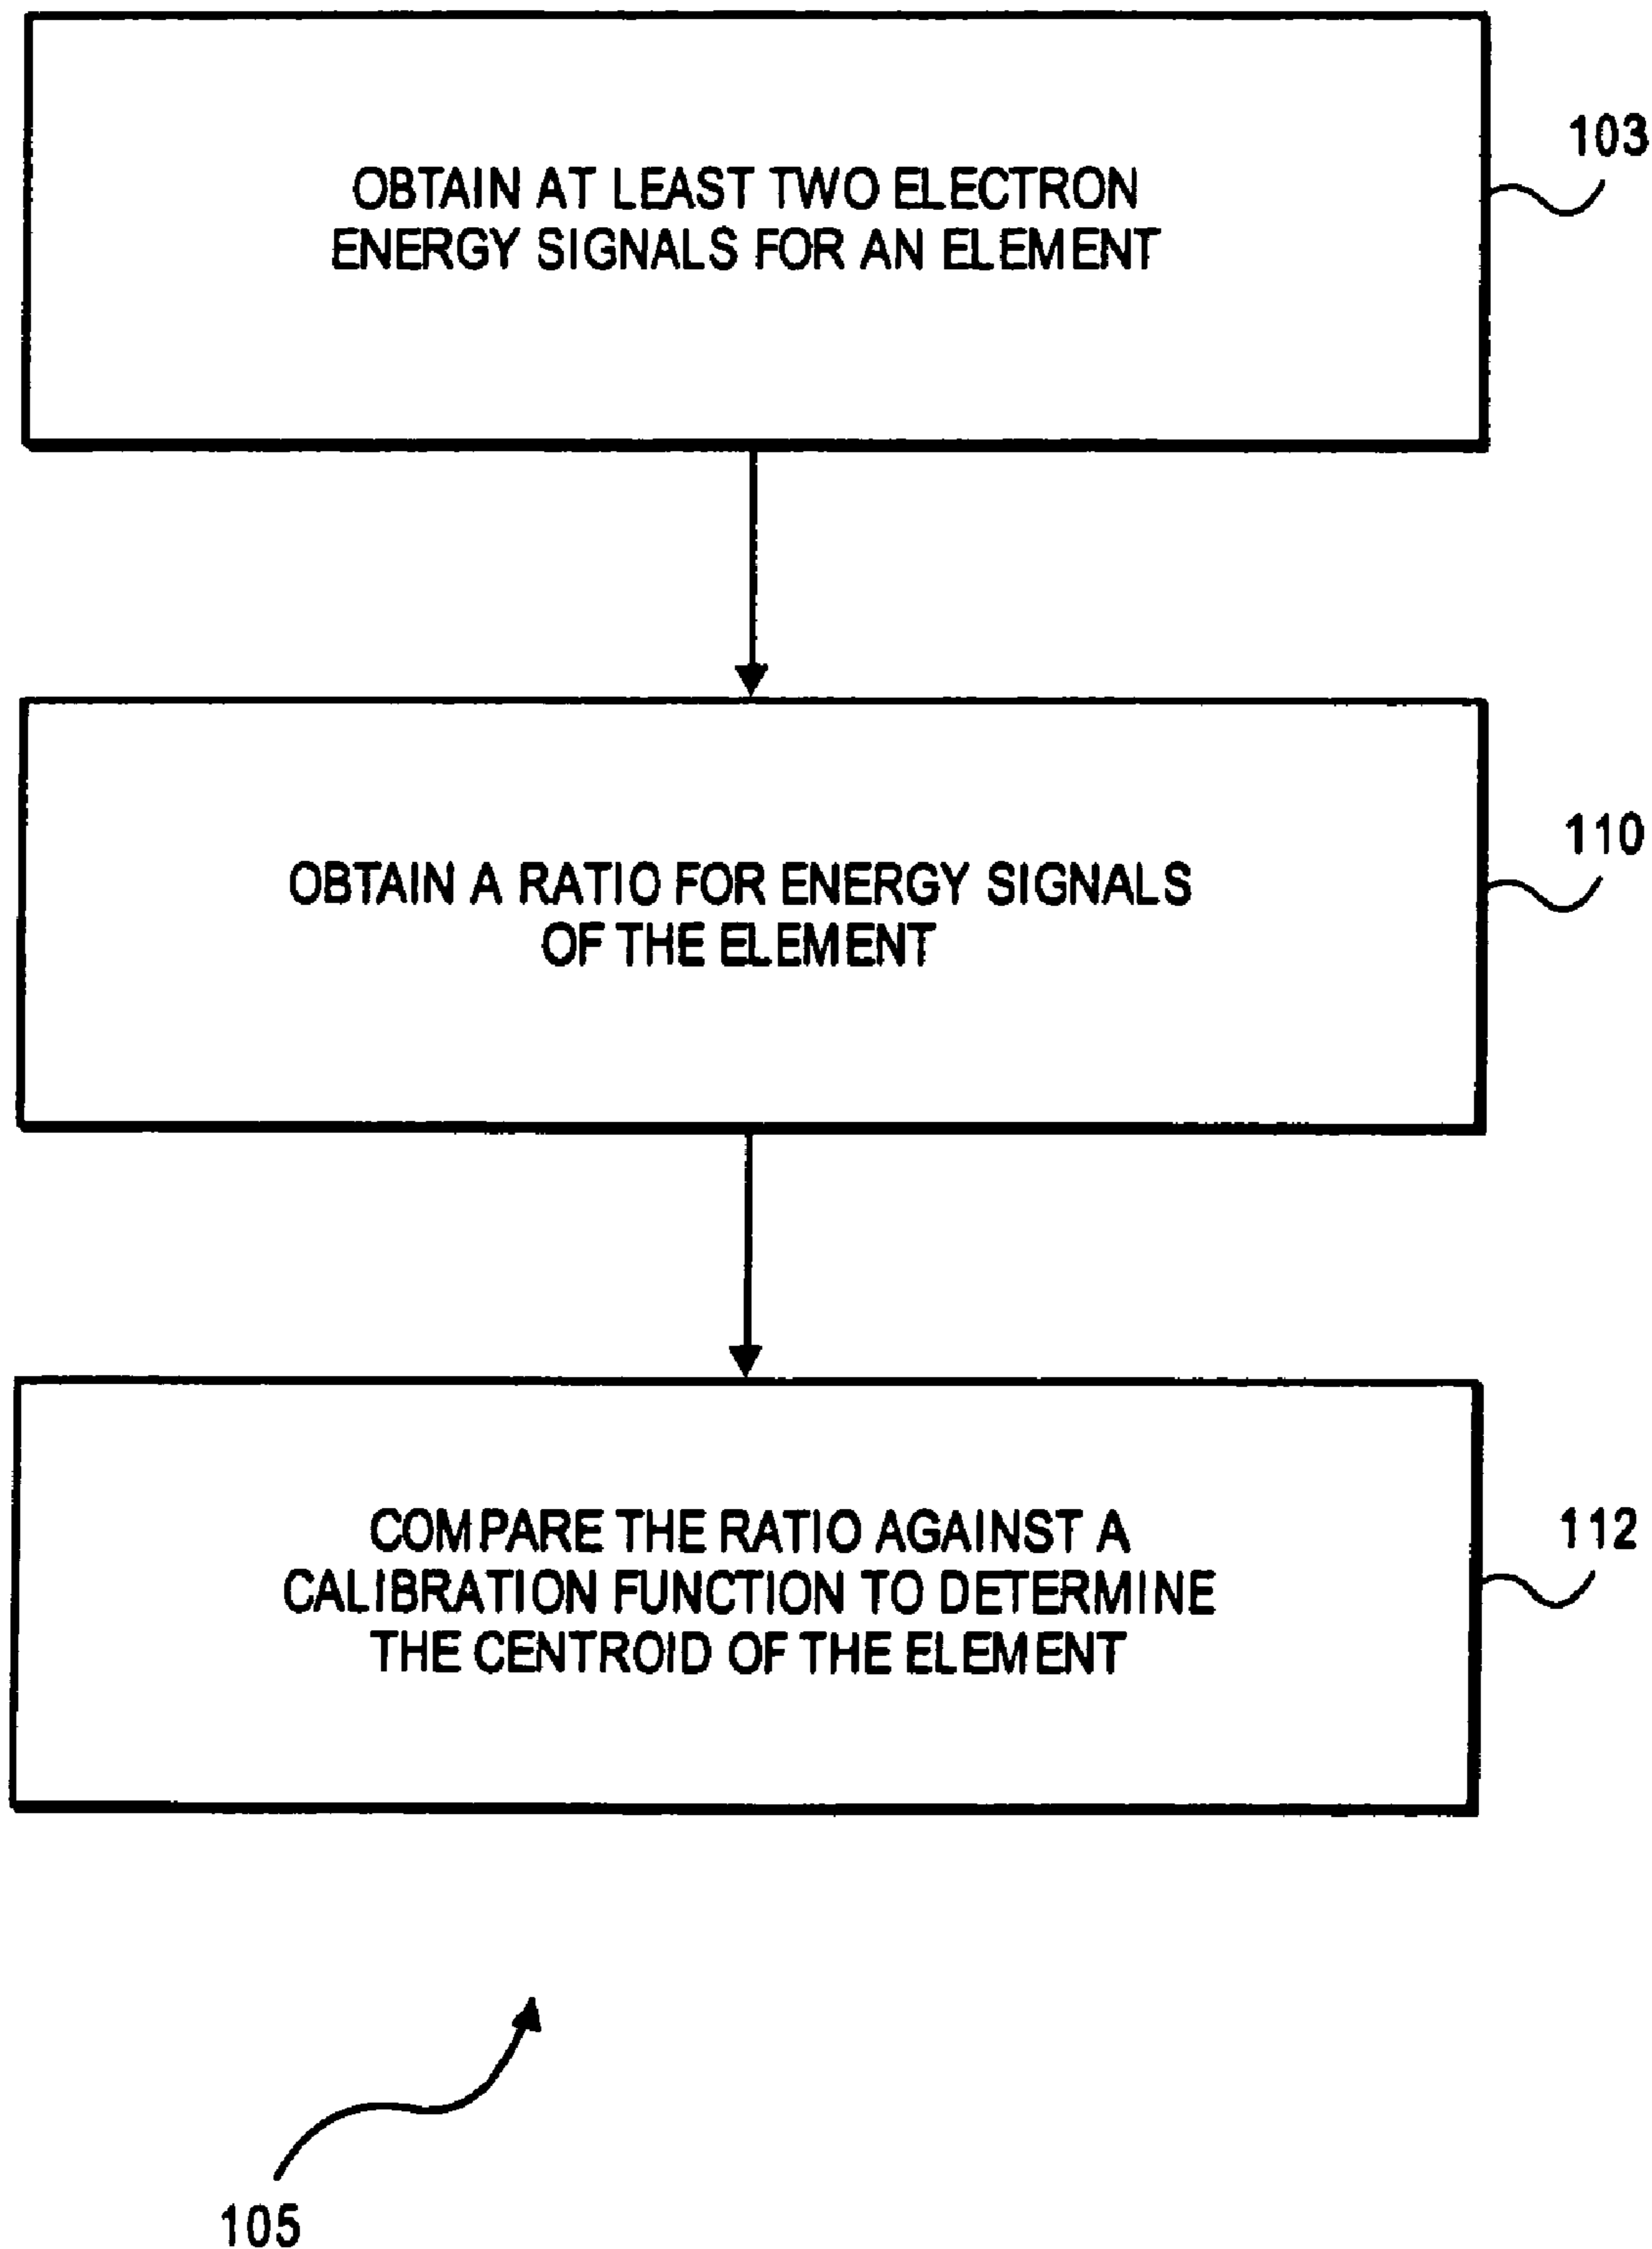 OBTAIN AT LEAST TWO ELECTRON
ENERGY SIGNALS FOR AN ELEMENT
103
OBTAIN A RATIO FOR ENERGY SIGNALS
OF THE ELEMENT
110
COMPARE THE RATIO AGAINST A
CALIBRATION FUNCTION TO DETERMINE
THE CENTROID OF THE ELEMENT
112
105